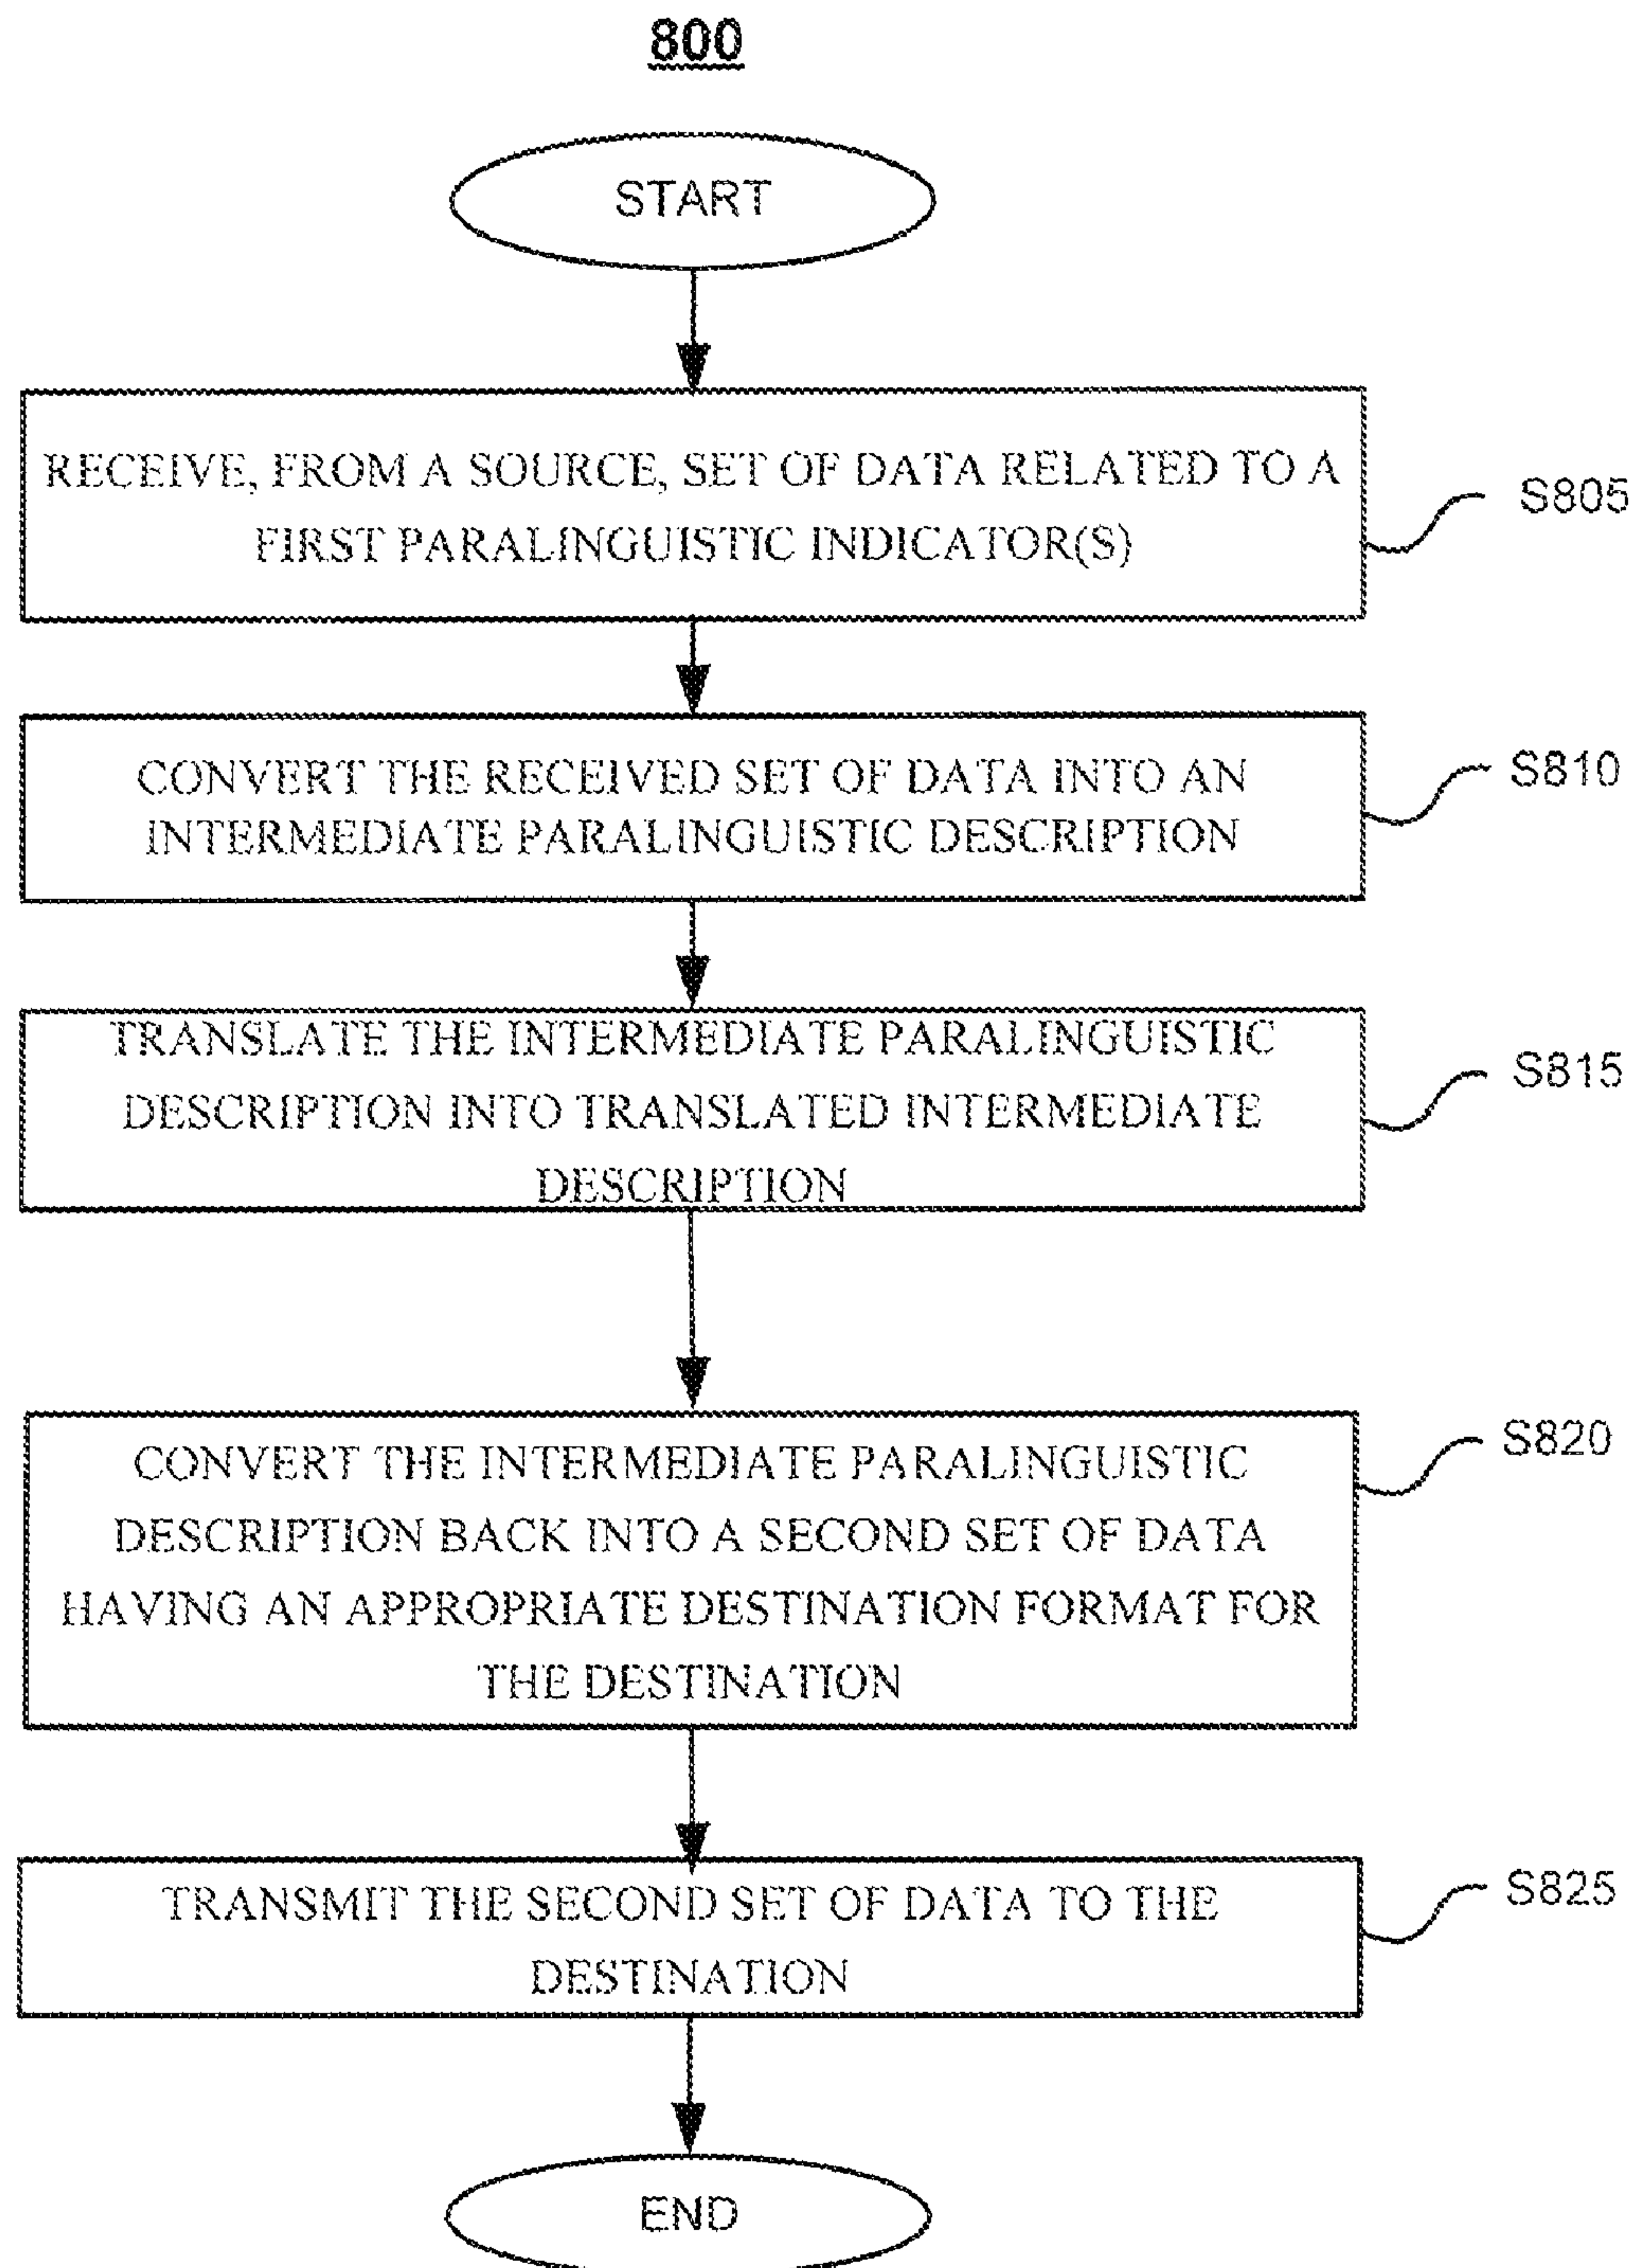 800
START
RECEIVE, FROM A SOURCE, SET OF DATA RELATED TO A
FIRST PARALINGUISTIC INDICATOR(S)
S805
CONVERT THE RECEIVED SET OF DATA INTO AN
INTERMEDIATE PARALINGUISTIC DESCRIPTION
S810
TRANSLATE THE INTERMEDIATE PARALINGUISTIC
DESCRIPTION INTO TRANSLATED INTERMEDIATE
DESCRIPTION
S815
CONVERT THE INTERMEDIATE PARALINGUISTIC
DESCRIPTION BACK INTO A SECOND SET OF DATA
HAVING AN APPROPRIATE DESTINATION FORMAT FOR
THE DESTINATION
S820
TRANSMIT THE SECOND SET OF DATA TO THE
DESTINATION
S825
END